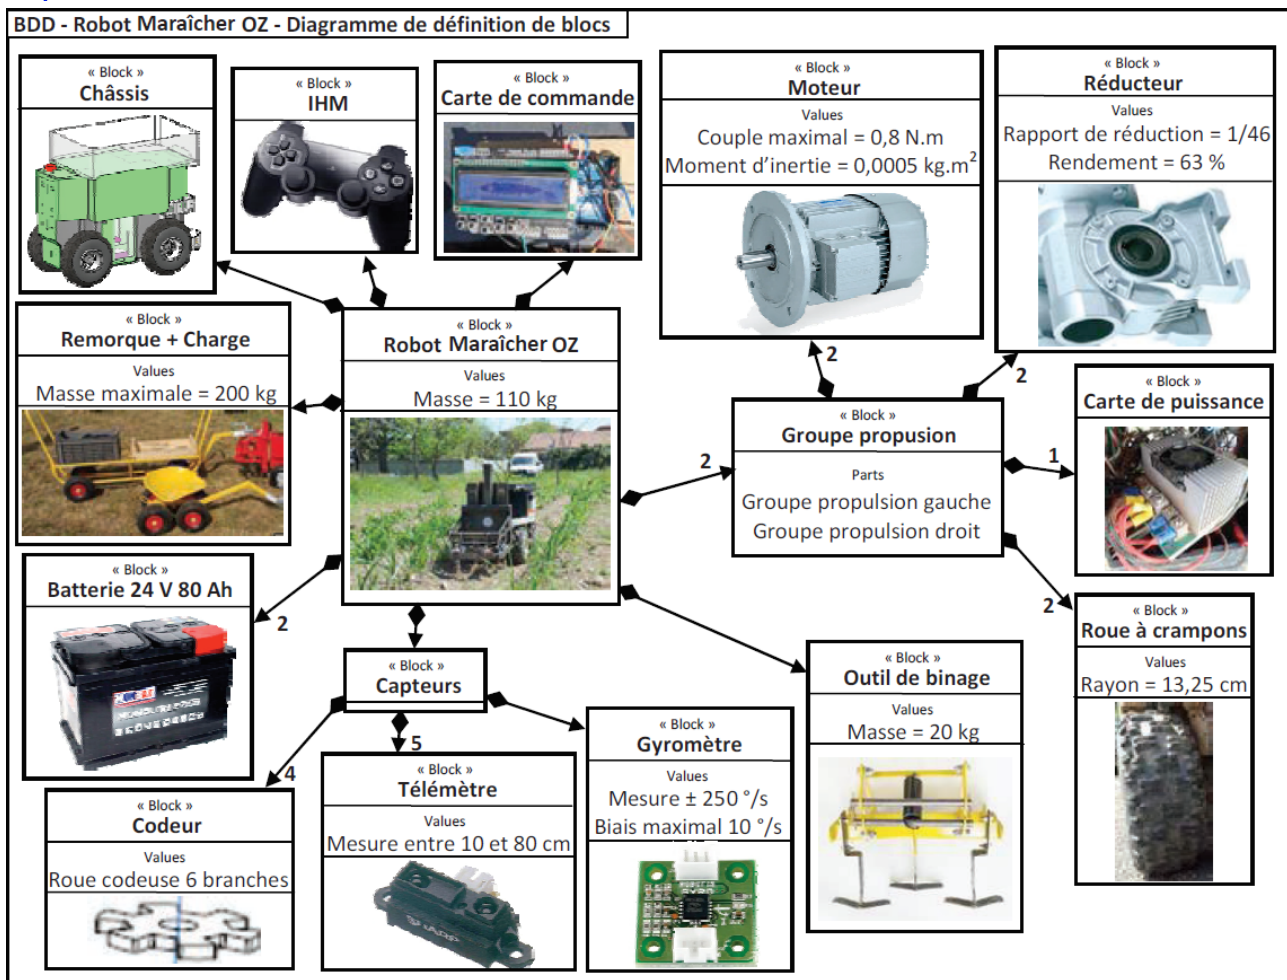 BDD - Robot Maraîcher OZ - Diagramme de définition de blocs
« Block »
Châssis
« Block »
IHM
« Block »
Carte de commande
« Block »
Moteur
Values
Couple maximal = 0,8 N.m
Moment d’inertie = 0,0005 kg.m²
« Block »
Réducteur
Values
Rapport de réduction = 1/46
Rendement = 63 %
« Block »
Remorque + Charge
Values
Masse maximale = 200 kg
« Block »
Robot Maraîcher OZ
Values
Masse = 110 kg
2
2
« Block »
Groupe propusion
Parts
Groupe propulsion gauche
Groupe propulsion droit
2
1
2
« Block »
Carte de puissance
« Block »
Batterie 24 V 80 Ah
2
« Block »
Roue à crampons
Values
Rayon = 13,25 cm
« Block »
Capteurs
4
5
« Block »
Outil de binage
Values
Masse = 20 kg
« Block »
Codeur
Values
Roue codeuse 6 branches
« Block »
Télémètre
Values
Mesure entre 10 et 80 cm
SHARP
« Block »
Gyromètre
Values
Mesure ± 250 °/s
Biais maximal 10 °/s